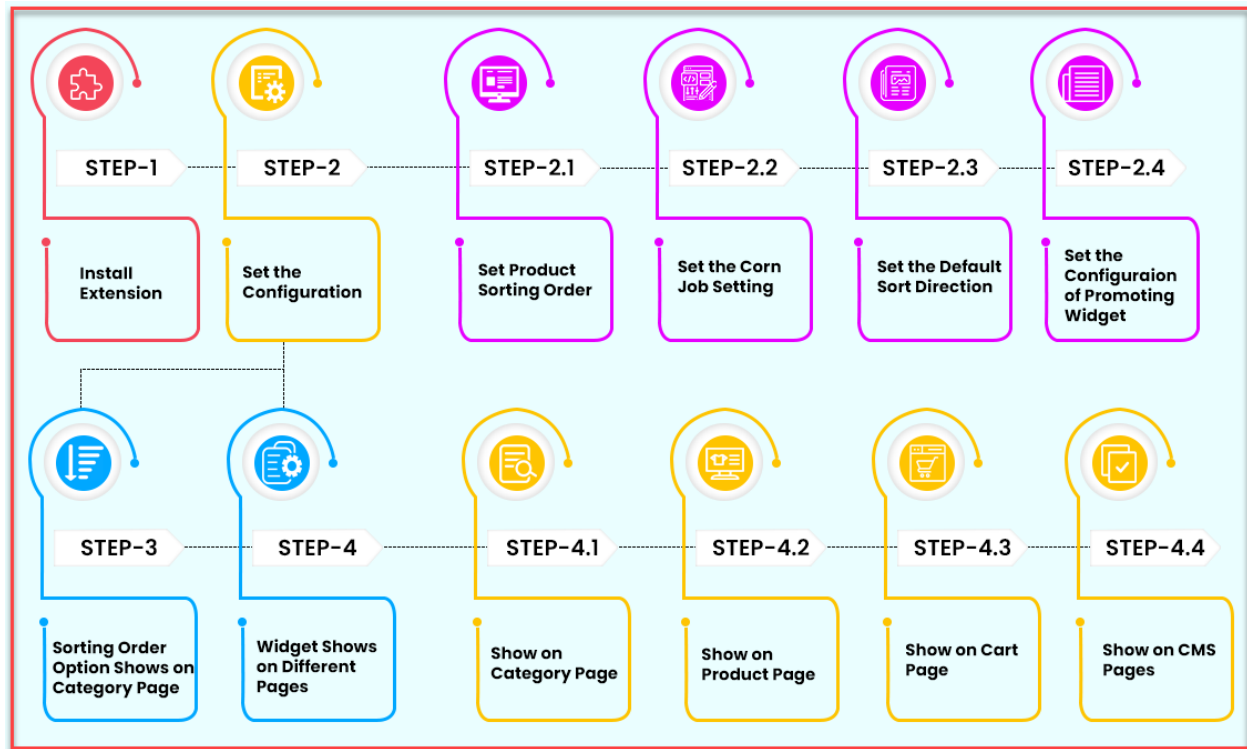 STEP-1
STEP-2
STEP-2.1
STEP-2.2
STEP-2.3
STEP-2.4
Install
Extension
Set the
Configuration
Set Product
Sorting Order
Set the Corn
Job Setting
Set the Default
Sort Direction
Set the
Configuraion
of Promoting
Widget
STEP-3
STEP-4
STEP-4.1
STEP-4.2
STEP-4.3
STEP-4.4
Sorting Order
Option Shows on
Category Page
Widget Shows
on Different
Pages
Show on
Category Page
Show on
Product Page
Show on Cart
Page
Show on CMS
Pages